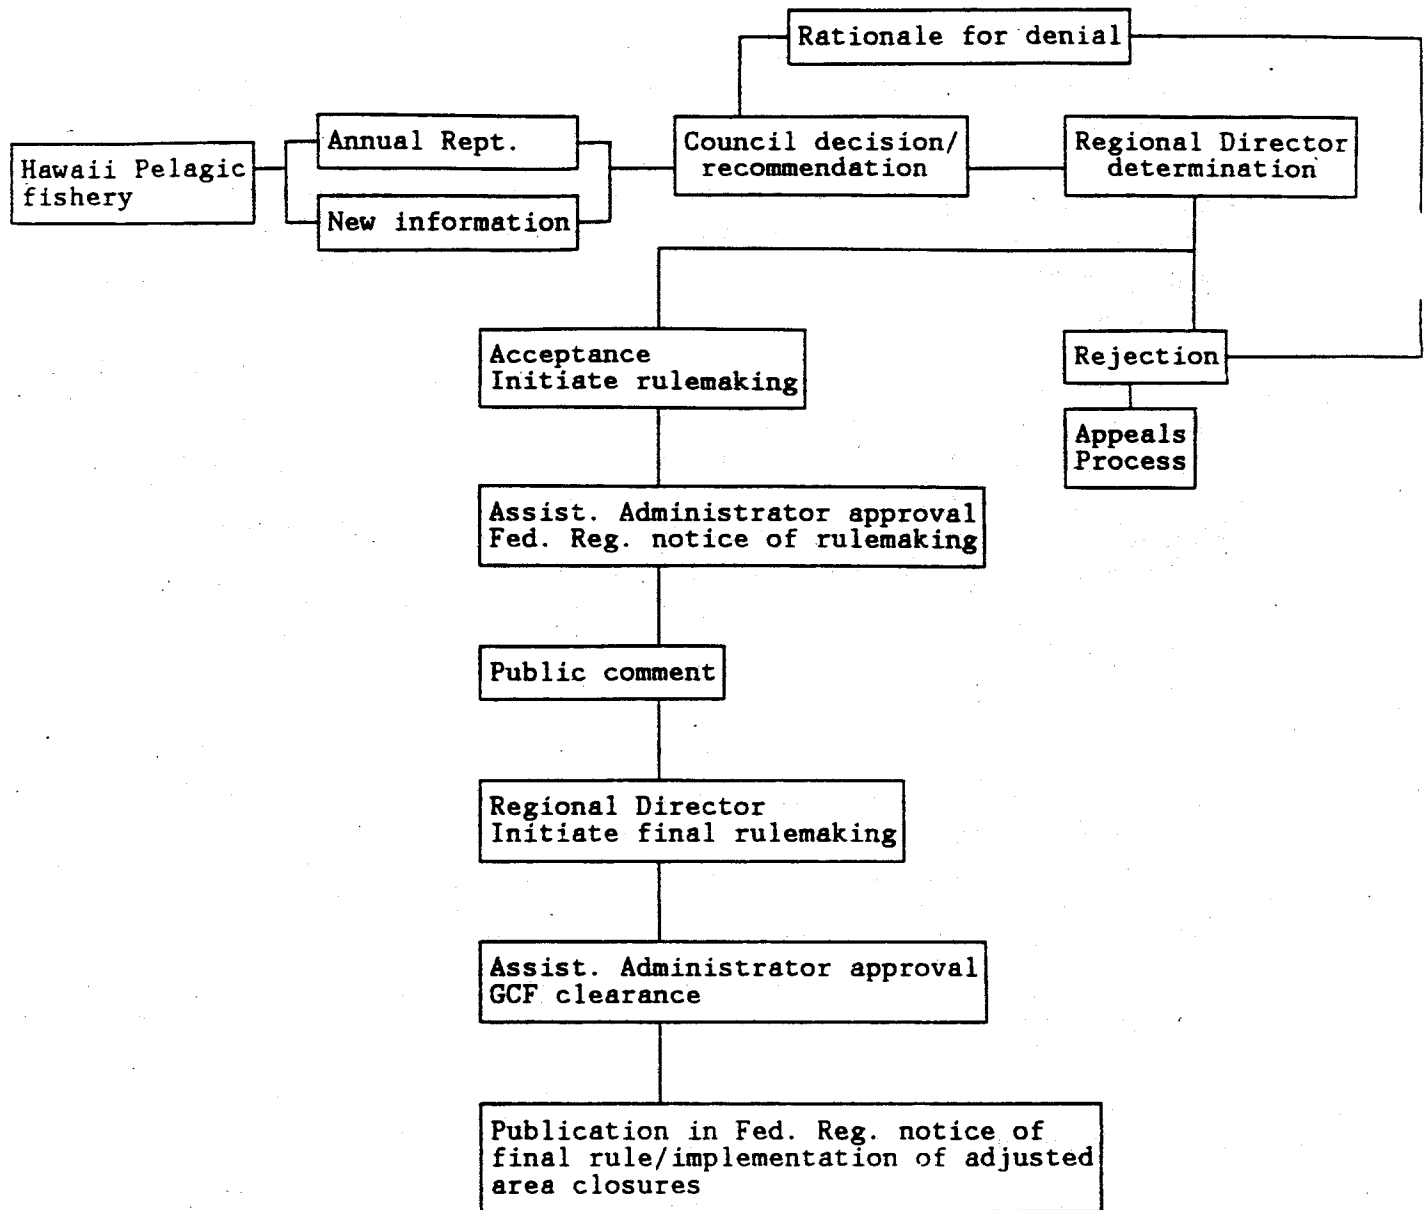 Rationale for denial
Hawaii Pelagic
fishery
Annual Rept.
New information
Council decision/
recommendation
Regional Director
determination
Acceptance
Initiate rulemaking
Rejection
Appeals
Process
Assist. Administrator approval
Fed. Reg. notice of rulemaking
Public comment
Regional Director
Initiate final rulemaking
Assist. Administrator approval
GCF clearance
Publication in Fed. Reg. notice of
final rule/implementation of adjusted
area closures